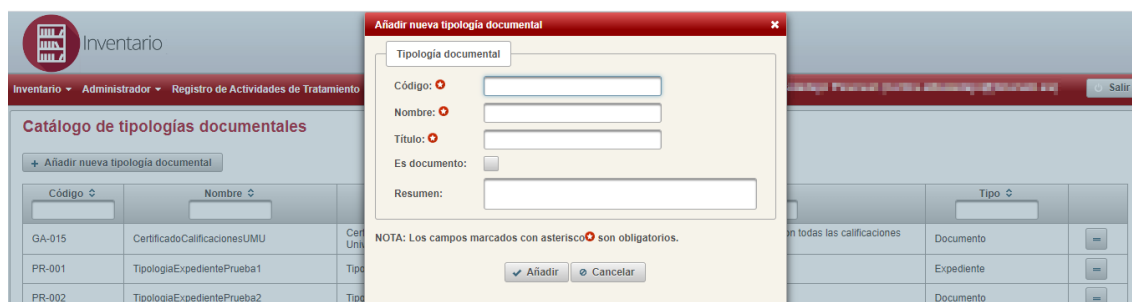 Inventario
Inventario Administrador Registro de Actividades de Tratamiento
Salir
Catálogo de tipologías documentales
+ Añadir nueva tipología documental
Código Nombre Tipo
GA-015 CertificadoCalificacionesUMU on todas las calificaciones Documento
PR-001 TipologiaExpedientePrueba1 Expediente
PR-002 TipologiaExpedientePrueba2 Documento
Añadir nueva tipología documental
Tipología documental
Código:
Nombre:
Título:
Es documento:
Resumen:
NOTA: Los campos marcados con asterisco son obligatorios.
Añadir Cancelar